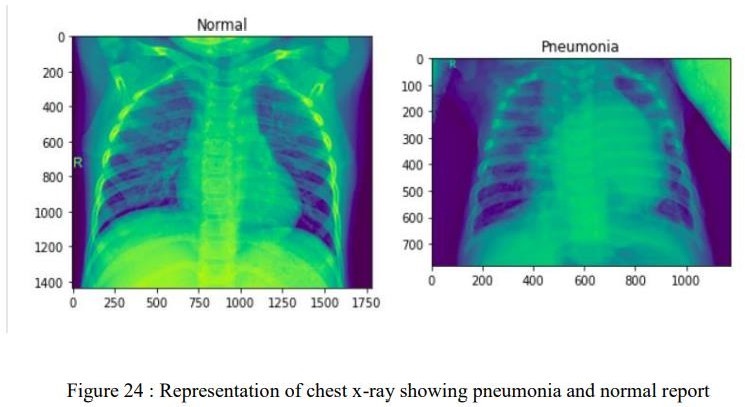 Normal
0
200
400
600
800
1000
1200
1400
R
0 250 500 750 1000 1250 1500 1750
Pneumonia
0
100
200
300
400
500
600
700
R
0 200 400 600 800 1000
Figure 24 : Representation of chest x-ray showing pneumonia and normal report